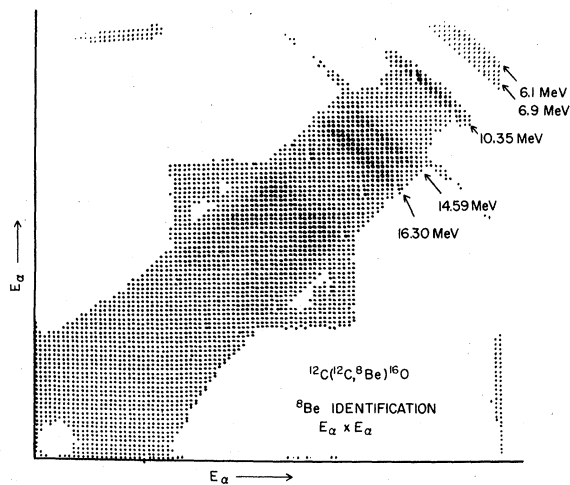 6.1 MeV
6.9 MeV
10.35 MeV
14.59 MeV
16.30 MeV
Eα
¹²C(¹²C,⁸Be)¹⁶O
⁸Be IDENTIFICATION
Eα x Eα
Eα